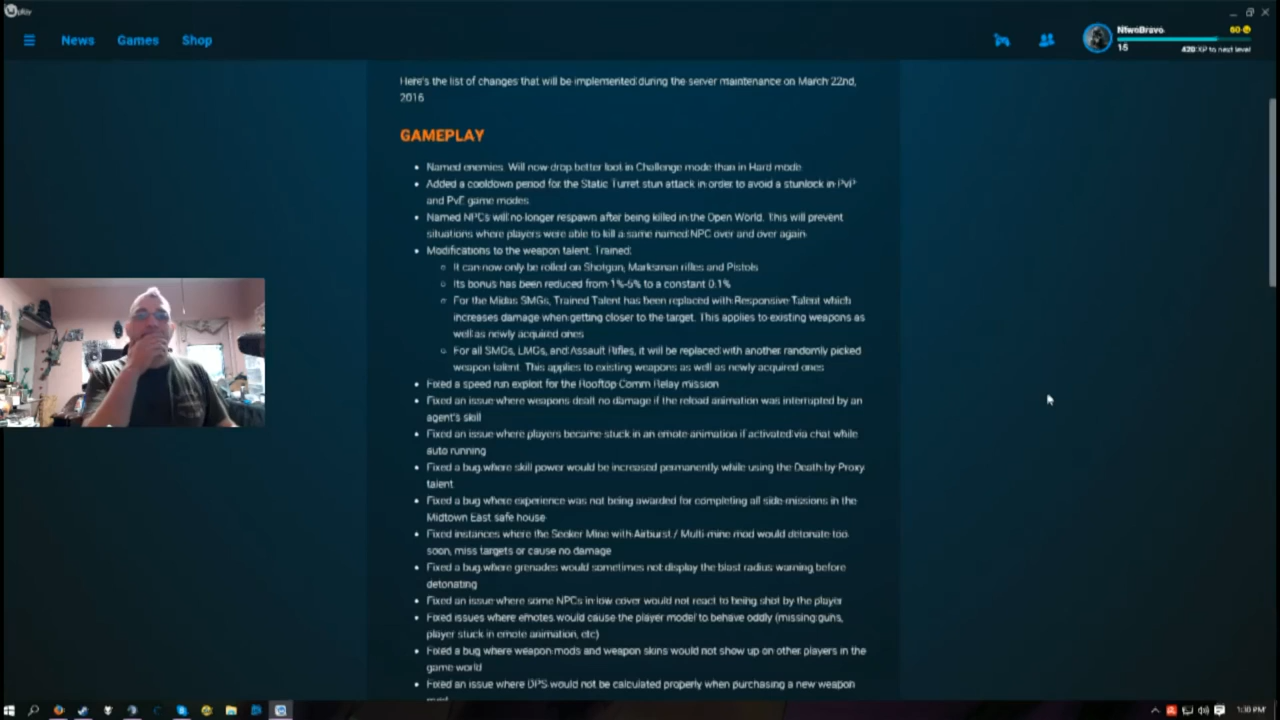 uplay
News Games Shop
NtwoBravo 60
15 420 XP to next level
Here's the list of changes that will be implemented during the server maintenance on March 22nd,
2016
GAMEPLAY
• Named enemies. Will now drop better loot in Challenge mode than in Hard mode
• Added a cooldown period for the Static Turret stun attack in order to avoid a stunlock in PvP
and PvE game modes.
• Named NPCs will no longer respawn after being killed in the Open World. This will prevent
situations where players were able to kill a same named NPC over and over again.
• Modifications to the weapon talent. Trained:
○ It can now only be rolled on Shotgun, Marksman rifles and Pistols
○ Its bonus has been reduced from 1%-5% to a constant 0.1%
○ For the Midas SMGs, Trained Talent has been replaced with Responsive Talent which
increases damage when getting closer to the target. This applies to existing weapons as
well as newly acquired ones
○ For all SMGs, LMGs, and Assault Rifles, it will be replaced with another randomly picked
weapon talent. This applies to existing weapons as well as newly acquired ones
• Fixed a speed run exploit for the Rooftop Comm Relay mission
• Fixed an issue where weapons dealt no damage if the reload animation was interrupted by an
agent's skill
• Fixed an issue where players became stuck in an emote animation if activated via chat while
auto running
• Fixed a bug where skill power would be increased permanently while using the Death by Proxy
talent
• Fixed a bug where experience was not being awarded for completing all side missions in the
Midtown East safe house
• Fixed instances where the Seeker Mine with Airburst / Multi-mine mod would detonate too
soon, miss targets or cause no damage
• Fixed a bug where grenades would sometimes not display the blast radius warning before
detonating
• Fixed an issue where some NPCs in low cover would not react to being shot by the player
• Fixed issues where emotes would cause the player model to behave oddly (missing guns,
player stuck in emote animation, etc)
• Fixed a bug where weapon mods and weapon skins would not show up on other players in the
game world
• Fixed an issue where DPS would not be calculated properly when purchasing a new weapon
1:30 PM